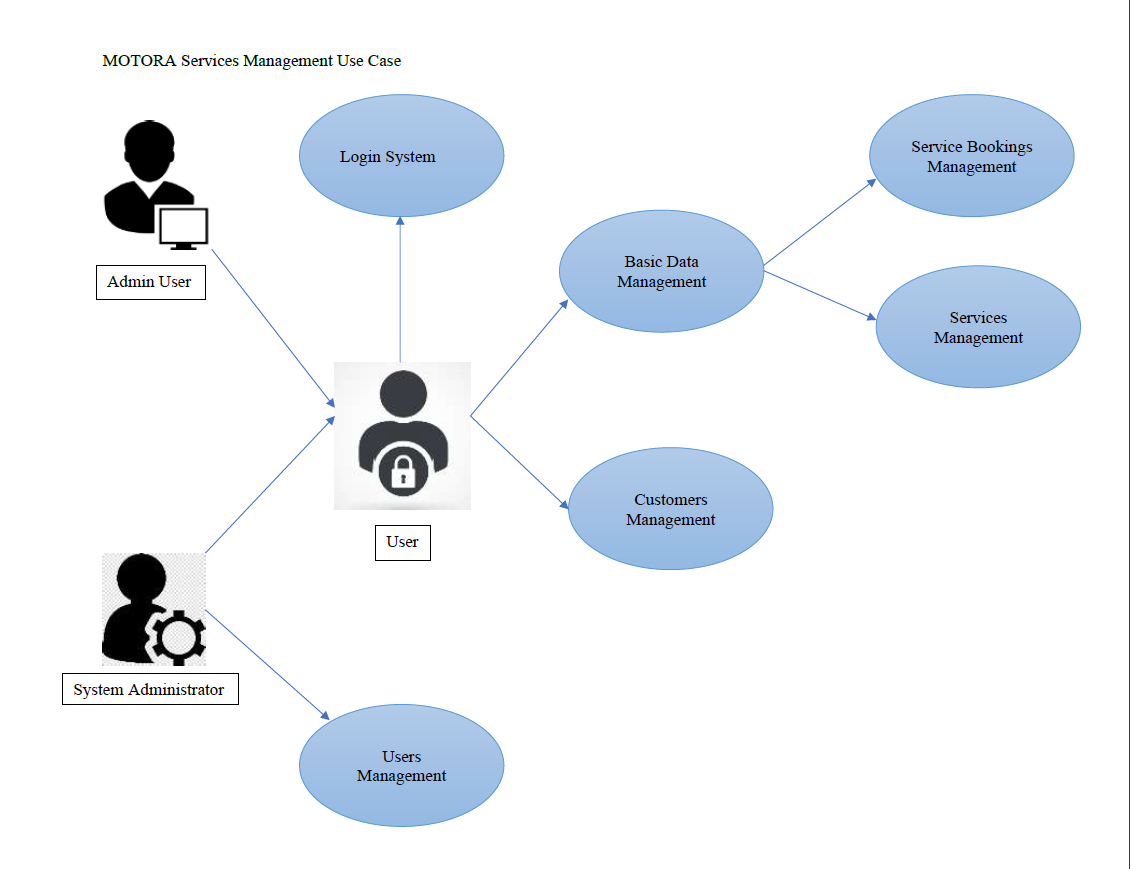 MOTORA Services Management Use Case
Login System
Service Bookings
Management
Admin User
Basic Data
Management
Services
Management
User
Customers
Management
System Administrator
Users
Management